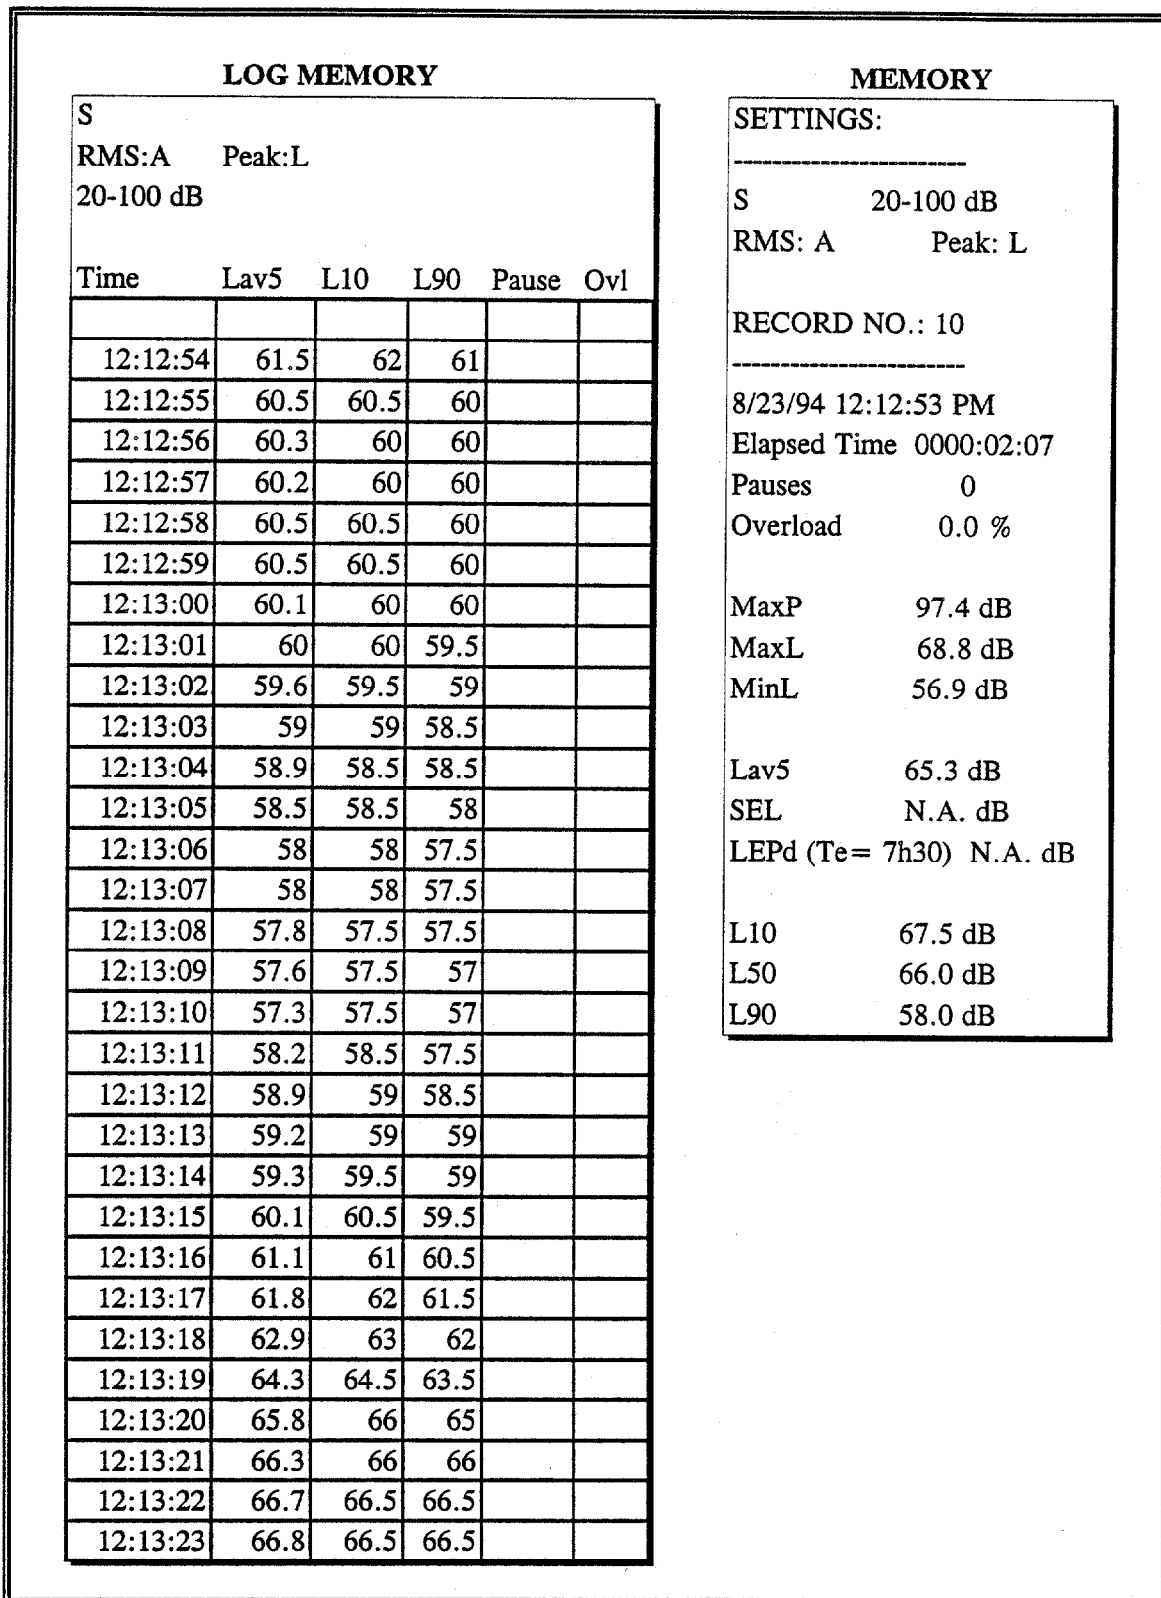 LOG MEMORY
S
RMS:A Peak:L
20-100 dB
Time Lav5 L10 L90 Pause Ovl
12:12:54 61.5 62 61
12:12:55 60.5 60.5 60
12:12:56 60.3 60 60
12:12:57 60.2 60 60
12:12:58 60.5 60.5 60
12:12:59 60.5 60.5 60
12:13:00 60.1 60 60
12:13:01 60 60 59.5
12:13:02 59.6 59.5 59
12:13:03 59 59 58.5
12:13:04 58.9 58.5 58.5
12:13:05 58.5 58.5 58
12:13:06 58 58 57.5
12:13:07 58 58 57.5
12:13:08 57.8 57.5 57.5
12:13:09 57.6 57.5 57
12:13:10 57.3 57.5 57
12:13:11 58.2 58.5 57.5
12:13:12 58.9 59 58.5
12:13:13 59.2 59 59
12:13:14 59.3 59.5 59
12:13:15 60.1 60.5 59.5
12:13:16 61.1 61 60.5
12:13:17 61.8 62 61.5
12:13:18 62.9 63 62
12:13:19 64.3 64.5 63.5
12:13:20 65.8 66 65
12:13:21 66.3 66 66
12:13:22 66.7 66.5 66.5
12:13:23 66.8 66.5 66.5
MEMORY
SETTINGS:
-------------------------
S 20-100 dB
RMS: A Peak: L
RECORD NO.: 10
-------------------------
8/23/94 12:12:53 PM
Elapsed Time 0000:02:07
Pauses 0
Overload 0.0 %
MaxP 97.4 dB
MaxL 68.8 dB
MinL 56.9 dB
Lav5 65.3 dB
SEL N.A. dB
LEPd (Te= 7h30) N.A. dB
L10 67.5 dB
L50 66.0 dB
L90 58.0 dB